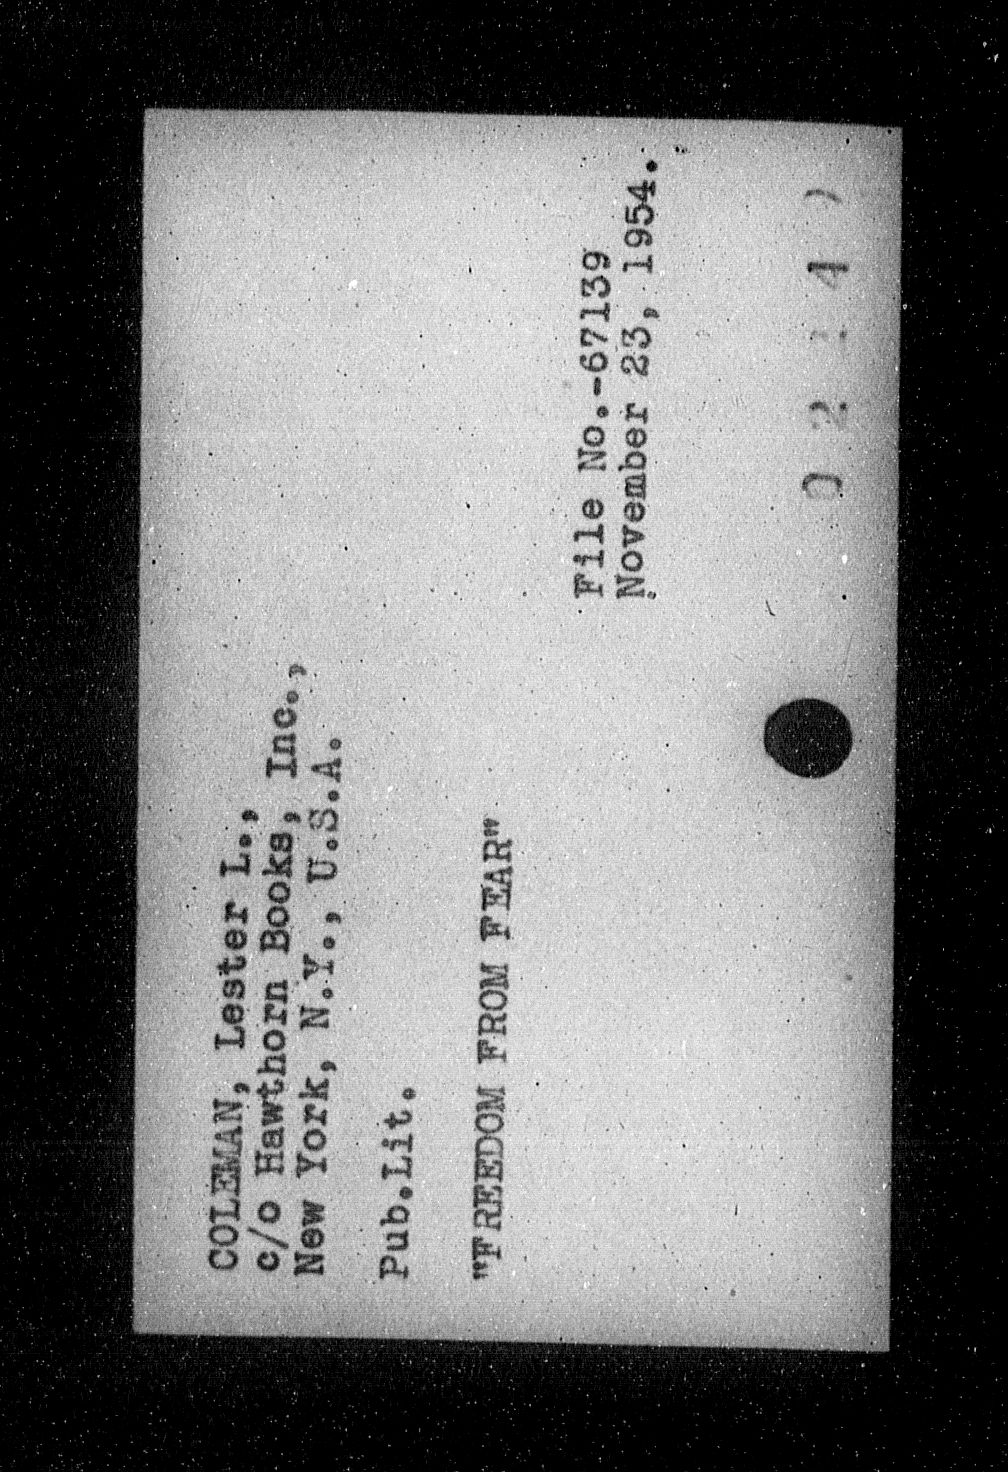 COLEMAN, Lester L.,
c/o Hawthorn Books, Inc.,
New York, N.Y., U.S.A.
Pub.Lit.
"FREEDOM FROM FEAR"
File No.-67139
November 23, 1954.